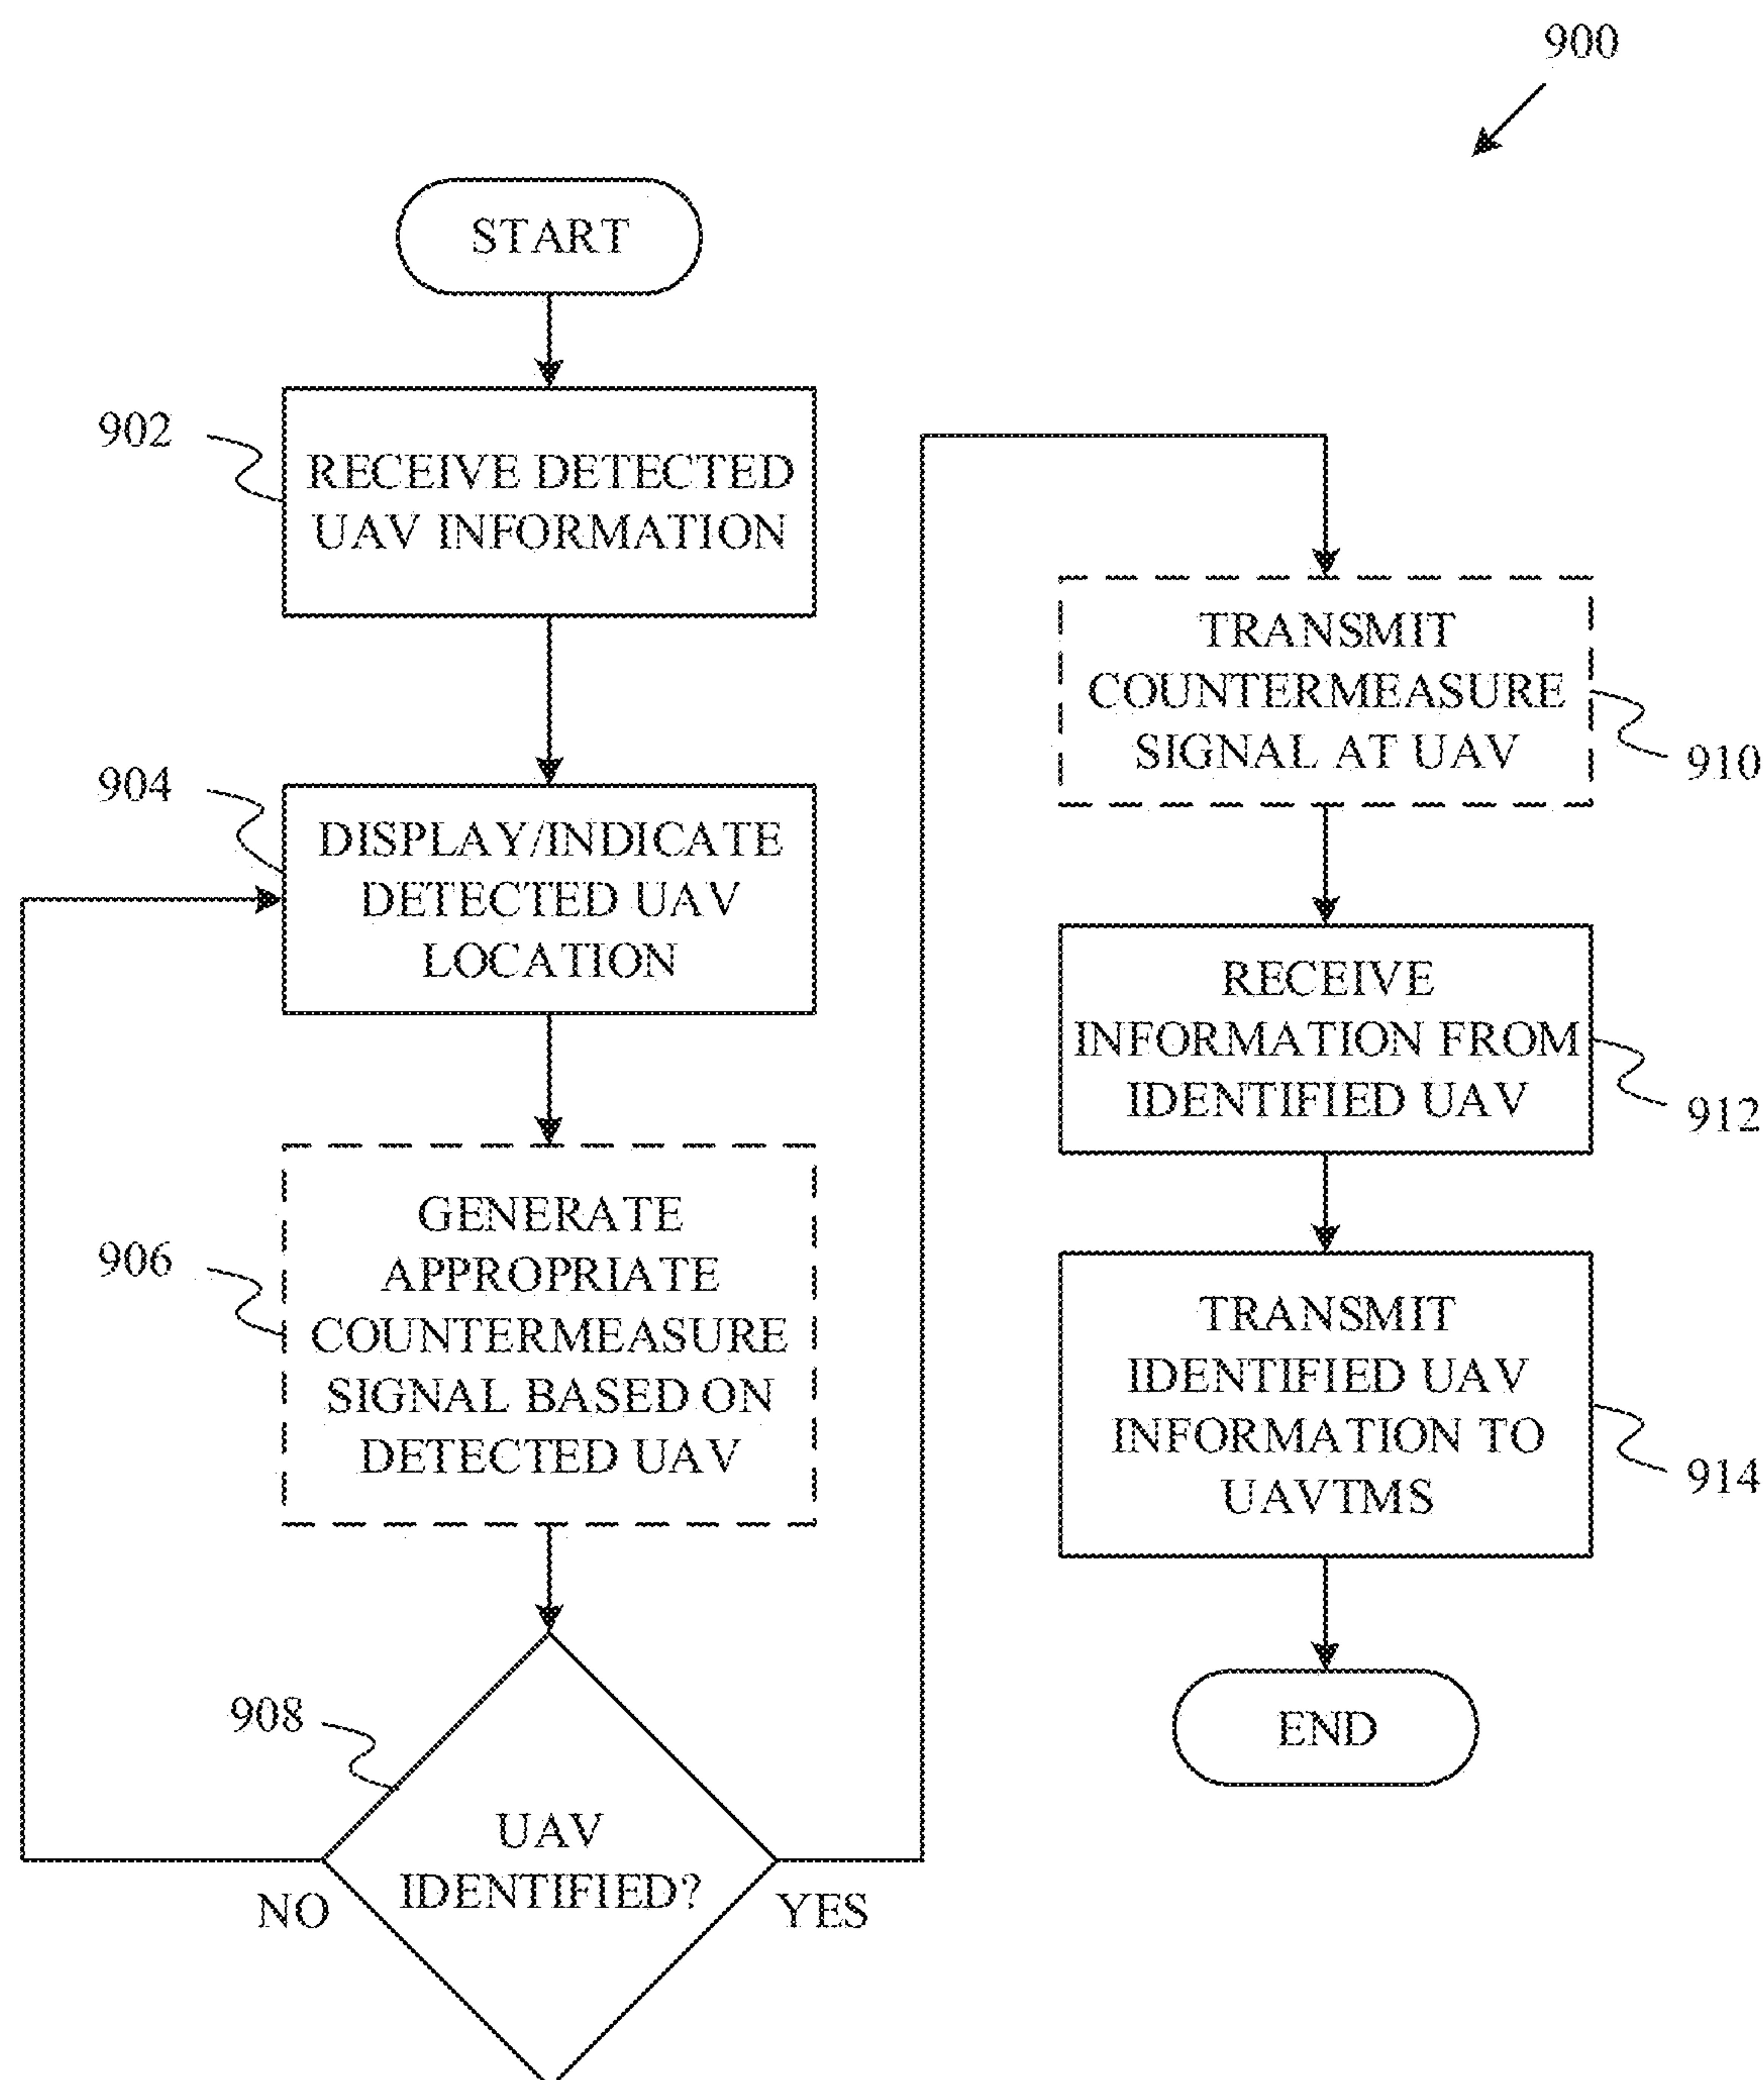 900
START
902
RECEIVE DETECTED
UAV INFORMATION
904
DISPLAY/INDICATE
DETECTED UAV
LOCATION
906
GENERATE
APPROPRIATE
COUNTERMEASURE
SIGNAL BASED ON
DETECTED UAV
908
UAV
IDENTIFIED?
NO
YES
TRANSMIT
COUNTERMEASURE
SIGNAL AT UAV
910
RECEIVE
INFORMATION FROM
IDENTIFIED UAV
912
TRANSMIT
IDENTIFIED UAV
INFORMATION TO
UAVTMS
914
END